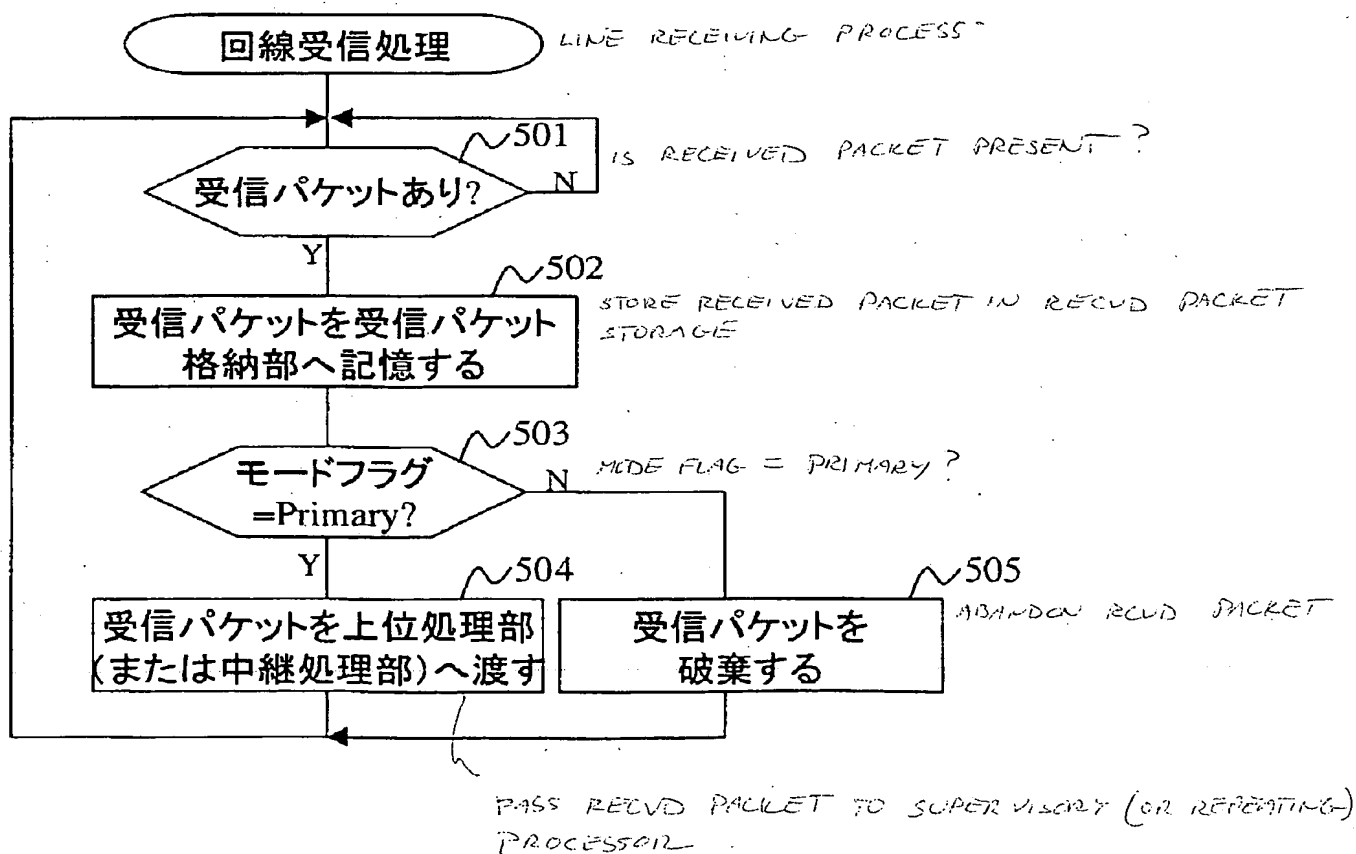 回線受信処理
LINE RECEIVING PROCESS
501
IS RECEIVED PACKET PRESENT?
受信パケットあり?
N
Y
502
STORE RECEIVED PACKET IN RECVD PACKET
STORAGE
受信パケットを受信パケット
格納部へ記憶する
503
MODE FLAG = PRIMARY?
モードフラグ
=Primary?
N
Y
504
受信パケットを上位処理部
(または中継処理部)へ渡す
505
ABANDON RCVD PACKET
受信パケットを
破棄する
PASS RECVD PACKET TO SUPERVISORY (OR REPEATING)
PROCESSOR